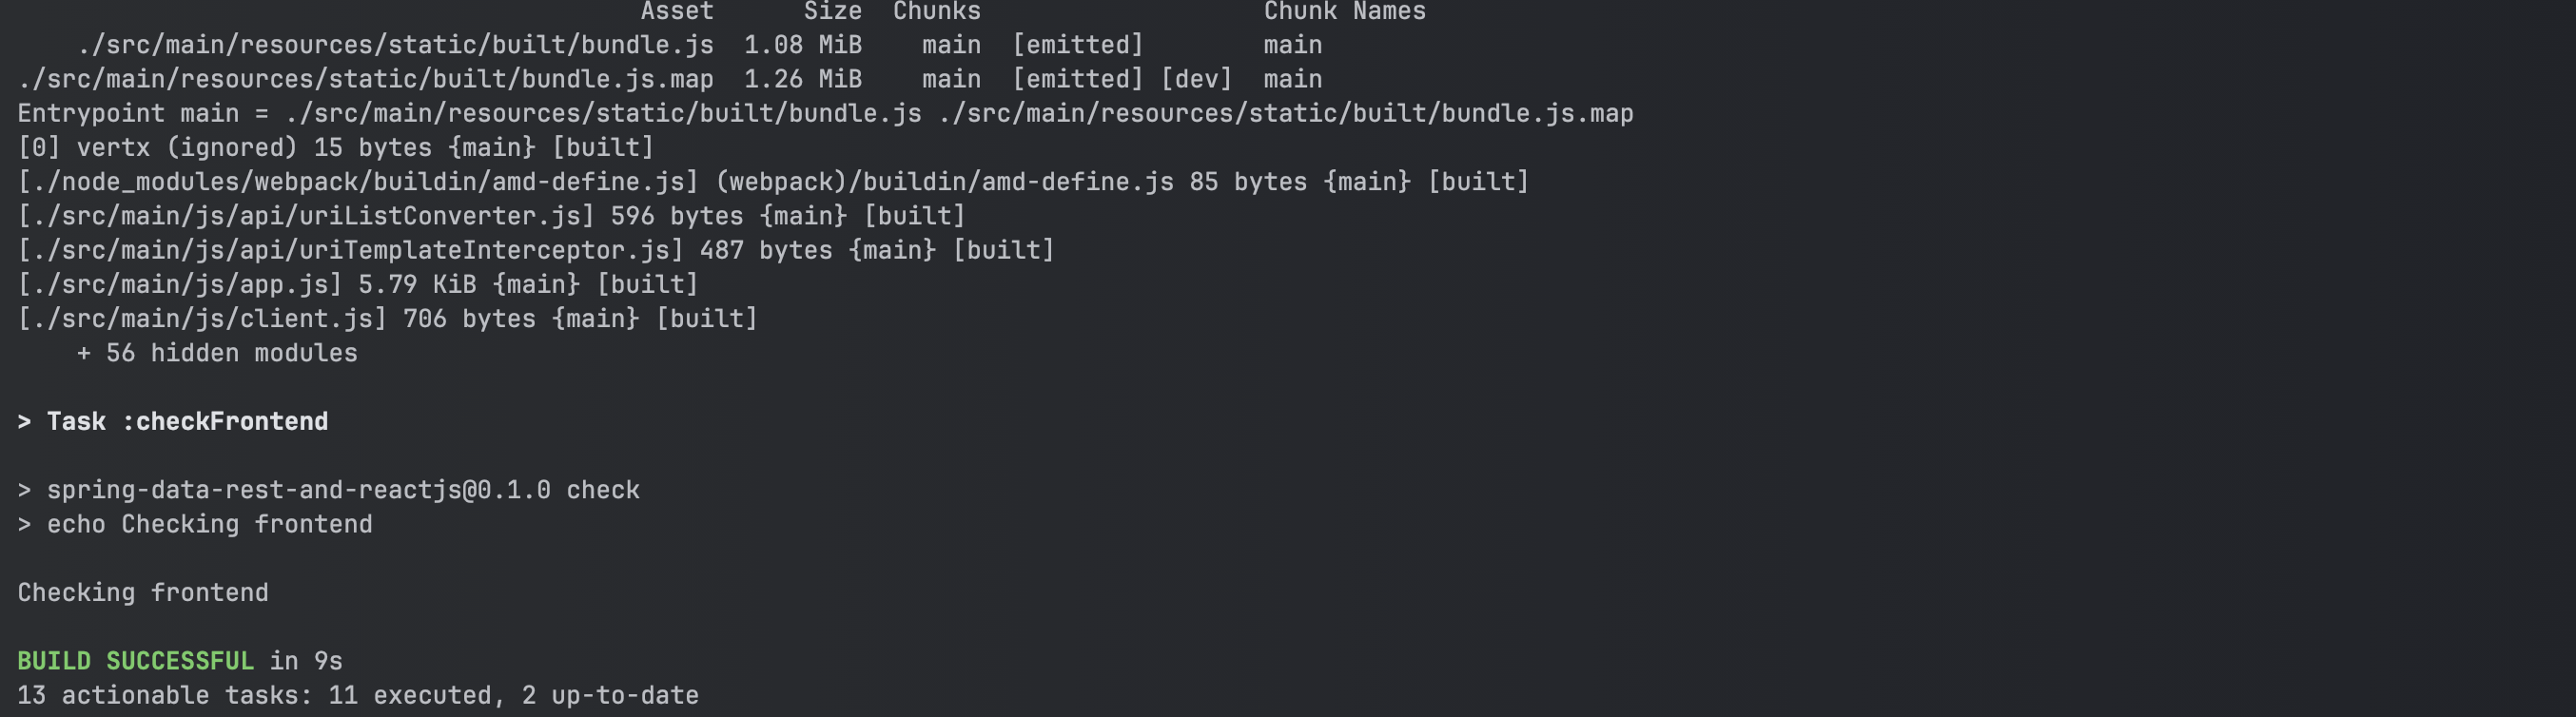 Asset Size Chunks Chunk Names
./src/main/resources/static/built/bundle.js 1.08 MiB main [emitted] main
./src/main/resources/static/built/bundle.js.map 1.26 MiB main [emitted] [dev] main
Entrypoint main = ./src/main/resources/static/built/bundle.js ./src/main/resources/static/built/bundle.js.map
[0] vertx (ignored) 15 bytes {main} [built]
[./node_modules/webpack/buildin/amd-define.js] (webpack)/buildin/amd-define.js 85 bytes {main} [built]
[./src/main/js/api/uriListConverter.js] 596 bytes {main} [built]
[./src/main/js/api/uriTemplateInterceptor.js] 487 bytes {main} [built]
[./src/main/js/app.js] 5.79 KiB {main} [built]
[./src/main/js/client.js] 706 bytes {main} [built]
+ 56 hidden modules
> Task :checkFrontend
> spring-data-rest-and-reactjs@0.1.0 check
> echo Checking frontend
Checking frontend
BUILD SUCCESSFUL in 9s
13 actionable tasks: 11 executed, 2 up-to-date